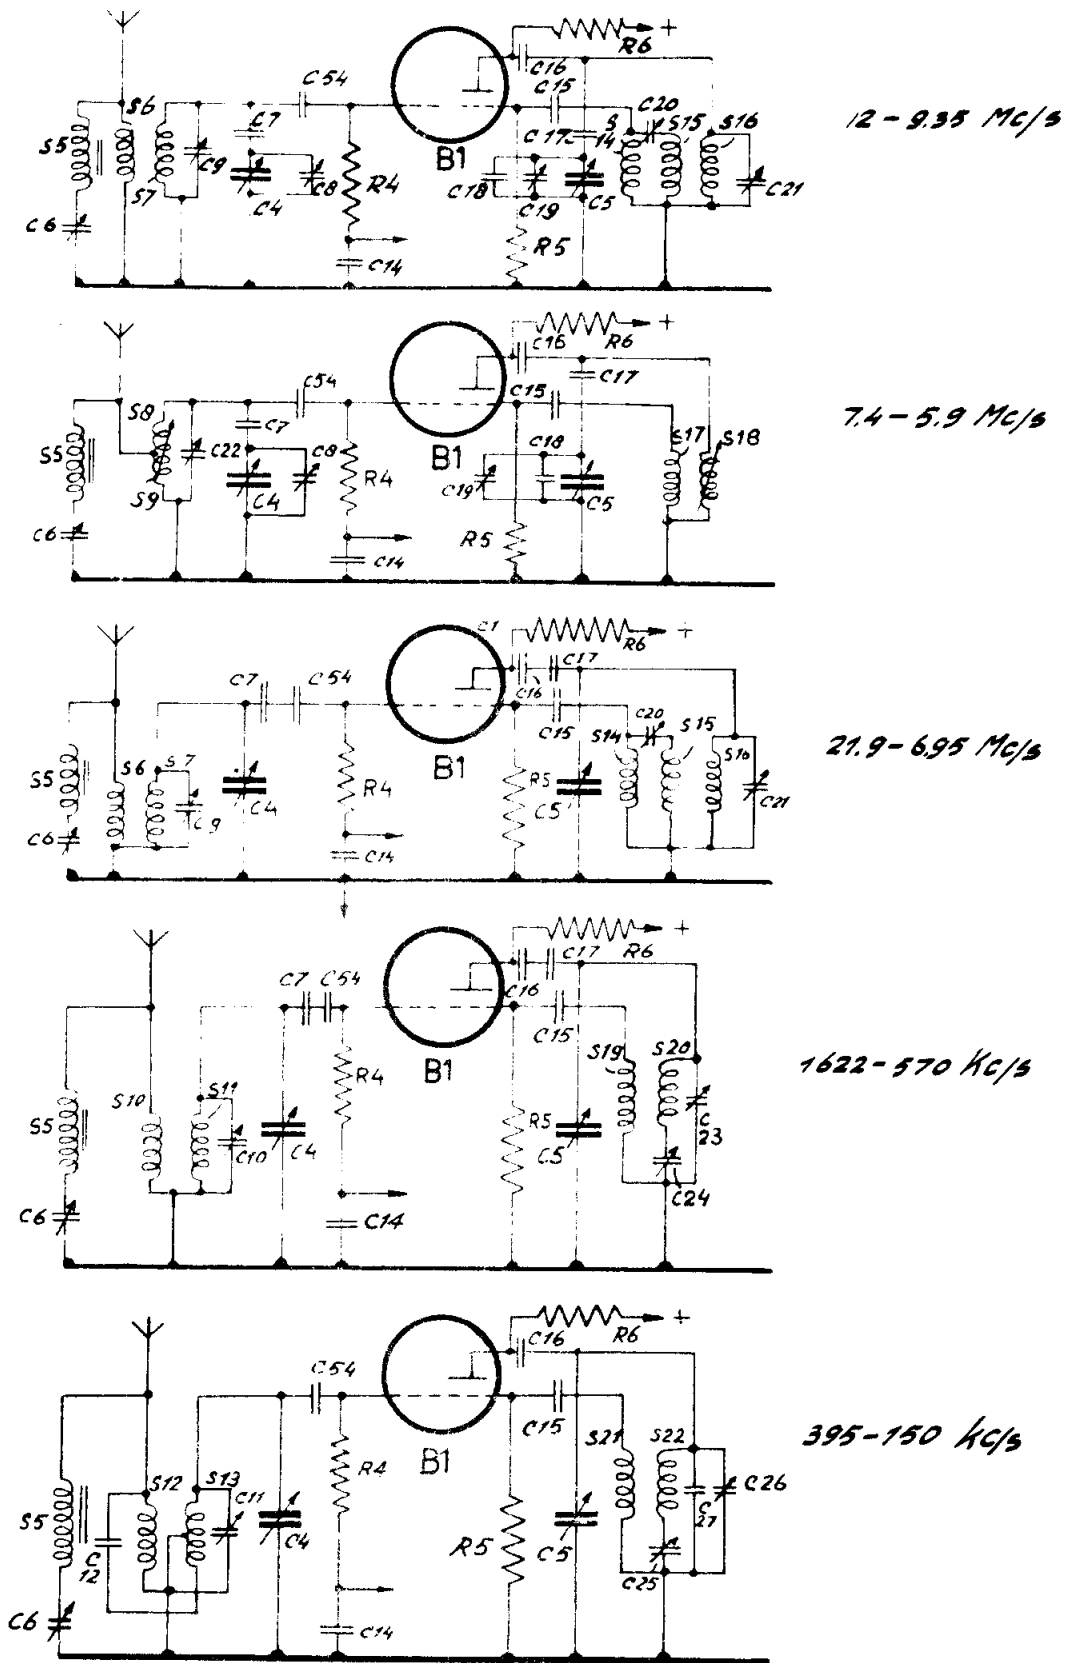 R6 +
C16
C54 C15
S6 C7 C20 S15 S16
S5 C9 C17 S 14
12-9.35 Mc/s
B1
S7 C4 C8 R4 C18 C19 C5 C21
C6 R5
C14
R6 +
C16
C17
C54 C15
S8 C7
7.4-5.9 Mc/s
S5 C22 C8 B1 C18 S17 S18
S9 C4 R4 C19 C5
C6 R5
C14
C1 R6 +
C17
C7 C54 C16
C15 C20 S15
S14
21.9-6.95 Mc/s
S5 S6 S7 B1 S16
C9 C4 R4 R5 C5 C21
C6
C14
R6 +
C17
C7 C54 C16
C15
S19 S20
1622-570 Kc/s
B1
R4
S5 S10 S11 R5 C 23
C10 C4 C5
C24
C6 C14
R6 +
C16
C54
C15
395-150 Kc/s
S21 S22
B1
S12 S13 R4
C11 C26
S5 C 12 C4 R5 C5 C 27
C25
C6 C14